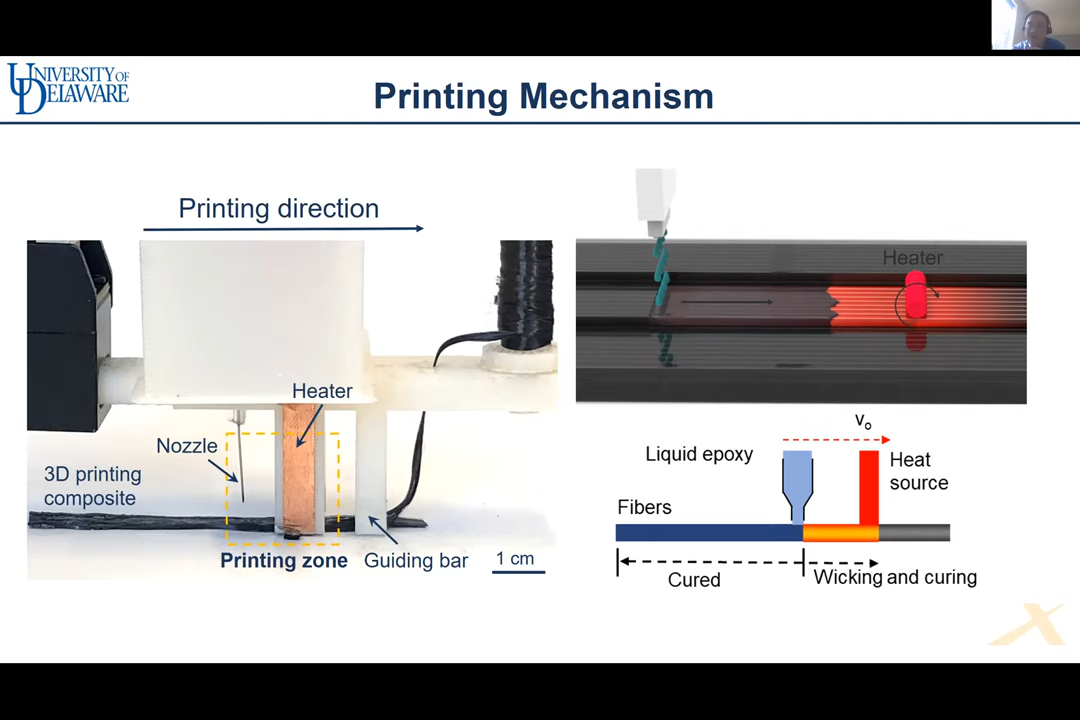 UNIVERSITY OF
DELAWARE
Printing Mechanism
Printing direction
Heater
Nozzle
3D printing
composite
Printing zone
Guiding bar
1 cm
Heater
v₀
Liquid epoxy
Heat
source
Fibers
Cured
Wicking and curing